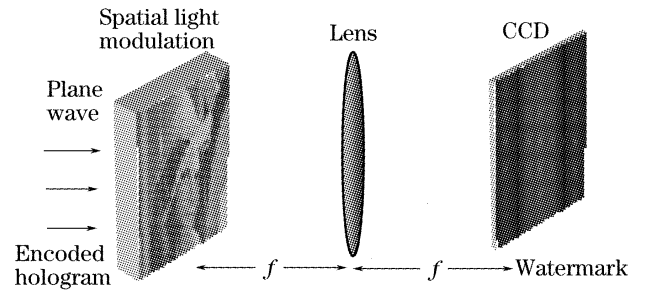 Spatial light
modulation
Lens
CCD
Plane
wave
Encoded
hologram
f
f
Watermark